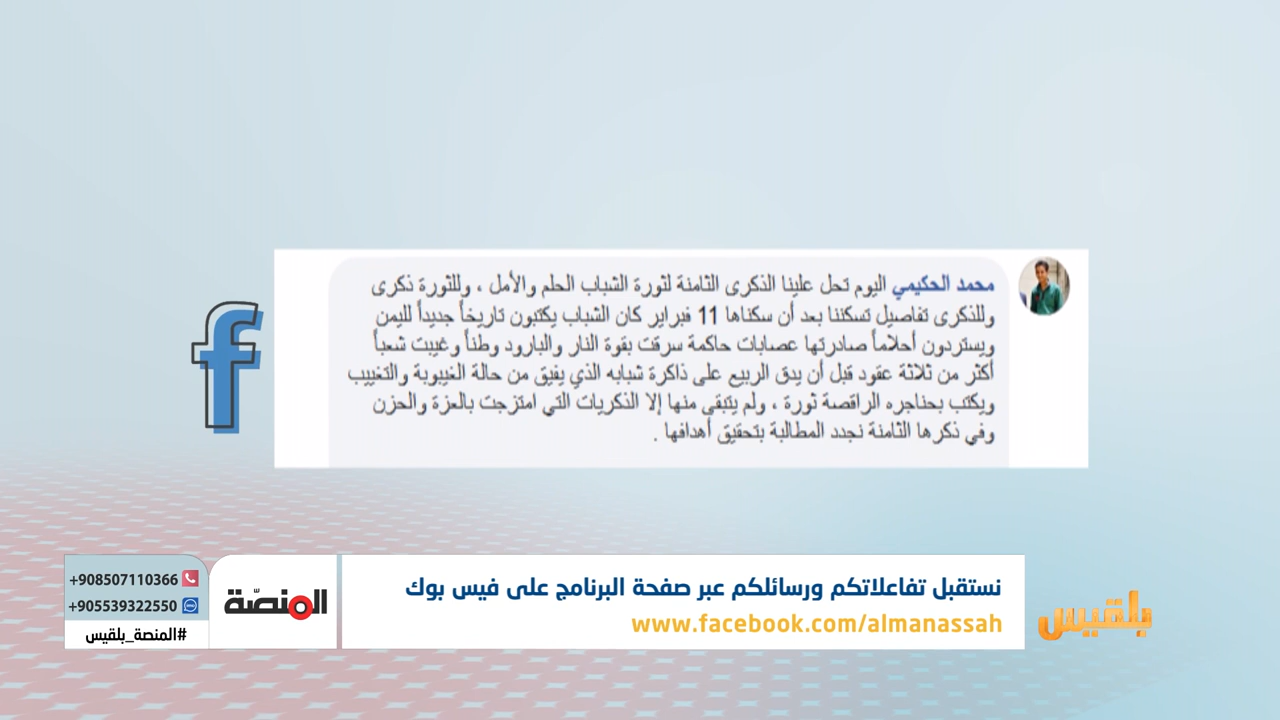 محمد الحكيمي اليوم تحل علينا الذكرى الثامنة لثورة الشباب الحلم والأمل ، وللثورة ذكرى
وللذكرى تفاصيل تسكننا بعد أن سكناها 11 فبراير كان الشباب يكتبون تاريخاً جديداً لليمن
ويستردون أحلاماً صادرتها عصابات حاكمة سرقت بقوة النار والبارود وطناً وغيبت شعباً
أكثر من ثلاثة عقود قبل أن يدق الربيع على ذاكرة شبابه الذي يفيق من حالة الغيبوبة والتغييب
ويكتب بحناجره الراقصة ثورة ، ولم يتبقى منها إلا الذكريات التي امتزجت بالعزة والحزن
وفي ذكرها الثامنة نجدد المطالبة بتحقيق أهدافها .
نستقبل تفاعلاتكم ورسائلكم عبر صفحة البرنامج على فيس بوك
www.facebook.com/almanassah
المنصّة
+908507110366
+905539322550
#المنصة_بلقيس
بلقيس